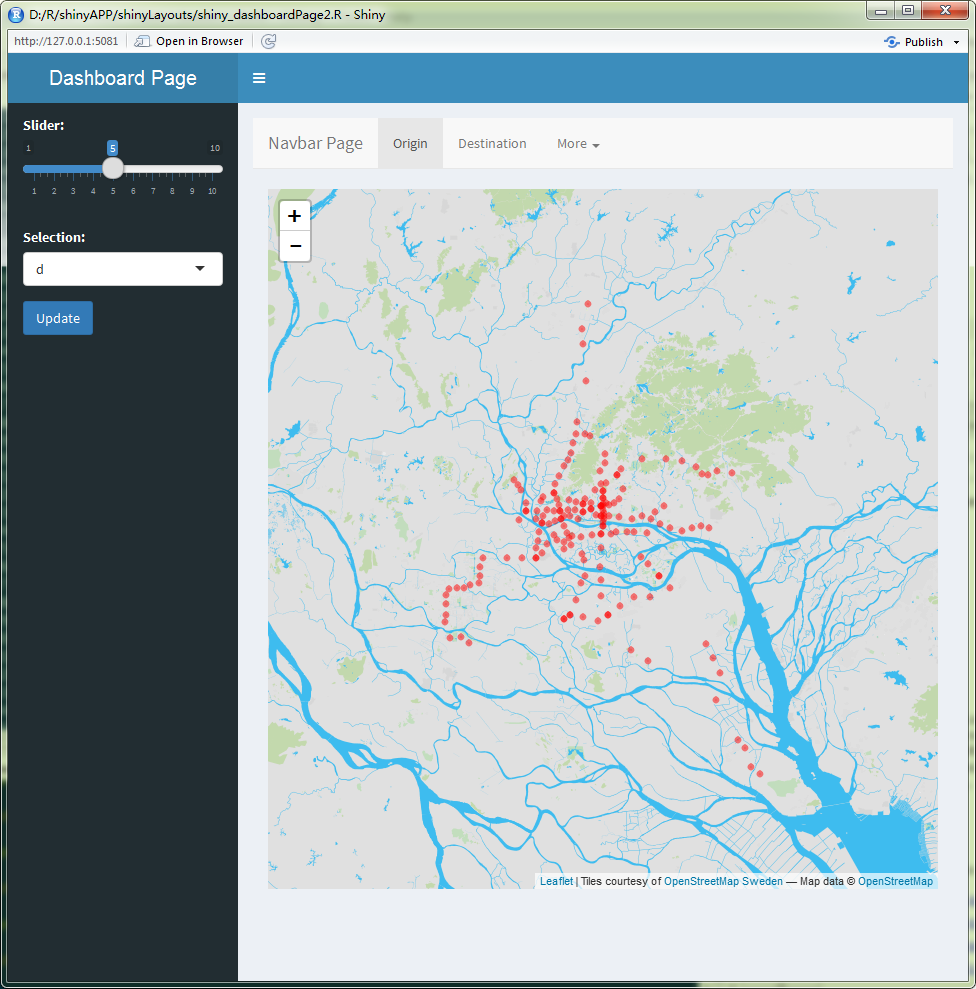 D:/R/shinyAPP/shinyLayouts/shiny_dashboardPage2.R - Shiny
http://127.0.0.1:5081 Open in Browser Publish
Dashboard Page
Navbar Page Origin Destination More
Slider:
1 5 10
1 2 3 4 5 6 7 8 9 10
Selection:
d
Update
+
−
Leaflet | Tiles courtesy of OpenStreetMap Sweden — Map data © OpenStreetMap